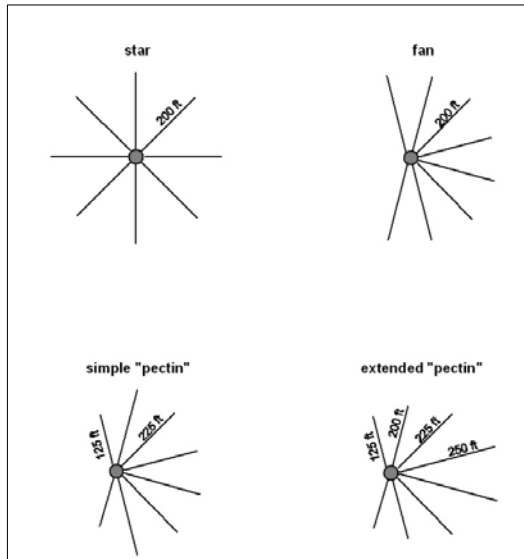 star
fan
200 ft
200 ft
simple "pectin"
extended "pectin"
125 ft
225 ft
125 ft
200 ft
225 ft
250 ft